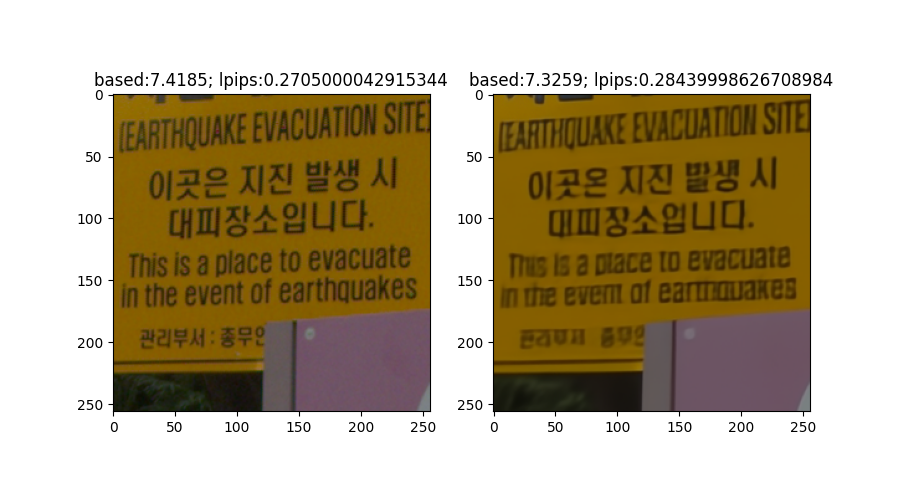 based:7.4185; lpips:0.2705000042915344
(EARTHQUAKE EVACUATION SITE)
이곳은 지진 발생 시
대피장소입니다.
This is a place to evacuate
in the event of earthquakes
관리부서 : 총무
0
50
100
150
200
250
0
50
100
150
200
250
based:7.3259; lpips:0.28439998626708984
(EARTHQUAKE EVACUATION SITE)
이곳은 지진 발생 시
대피장소입니다.
This is a place to evacuate
in the event of earthquakes
관리부서 총무
0
50
100
150
200
250
0
50
100
150
200
250